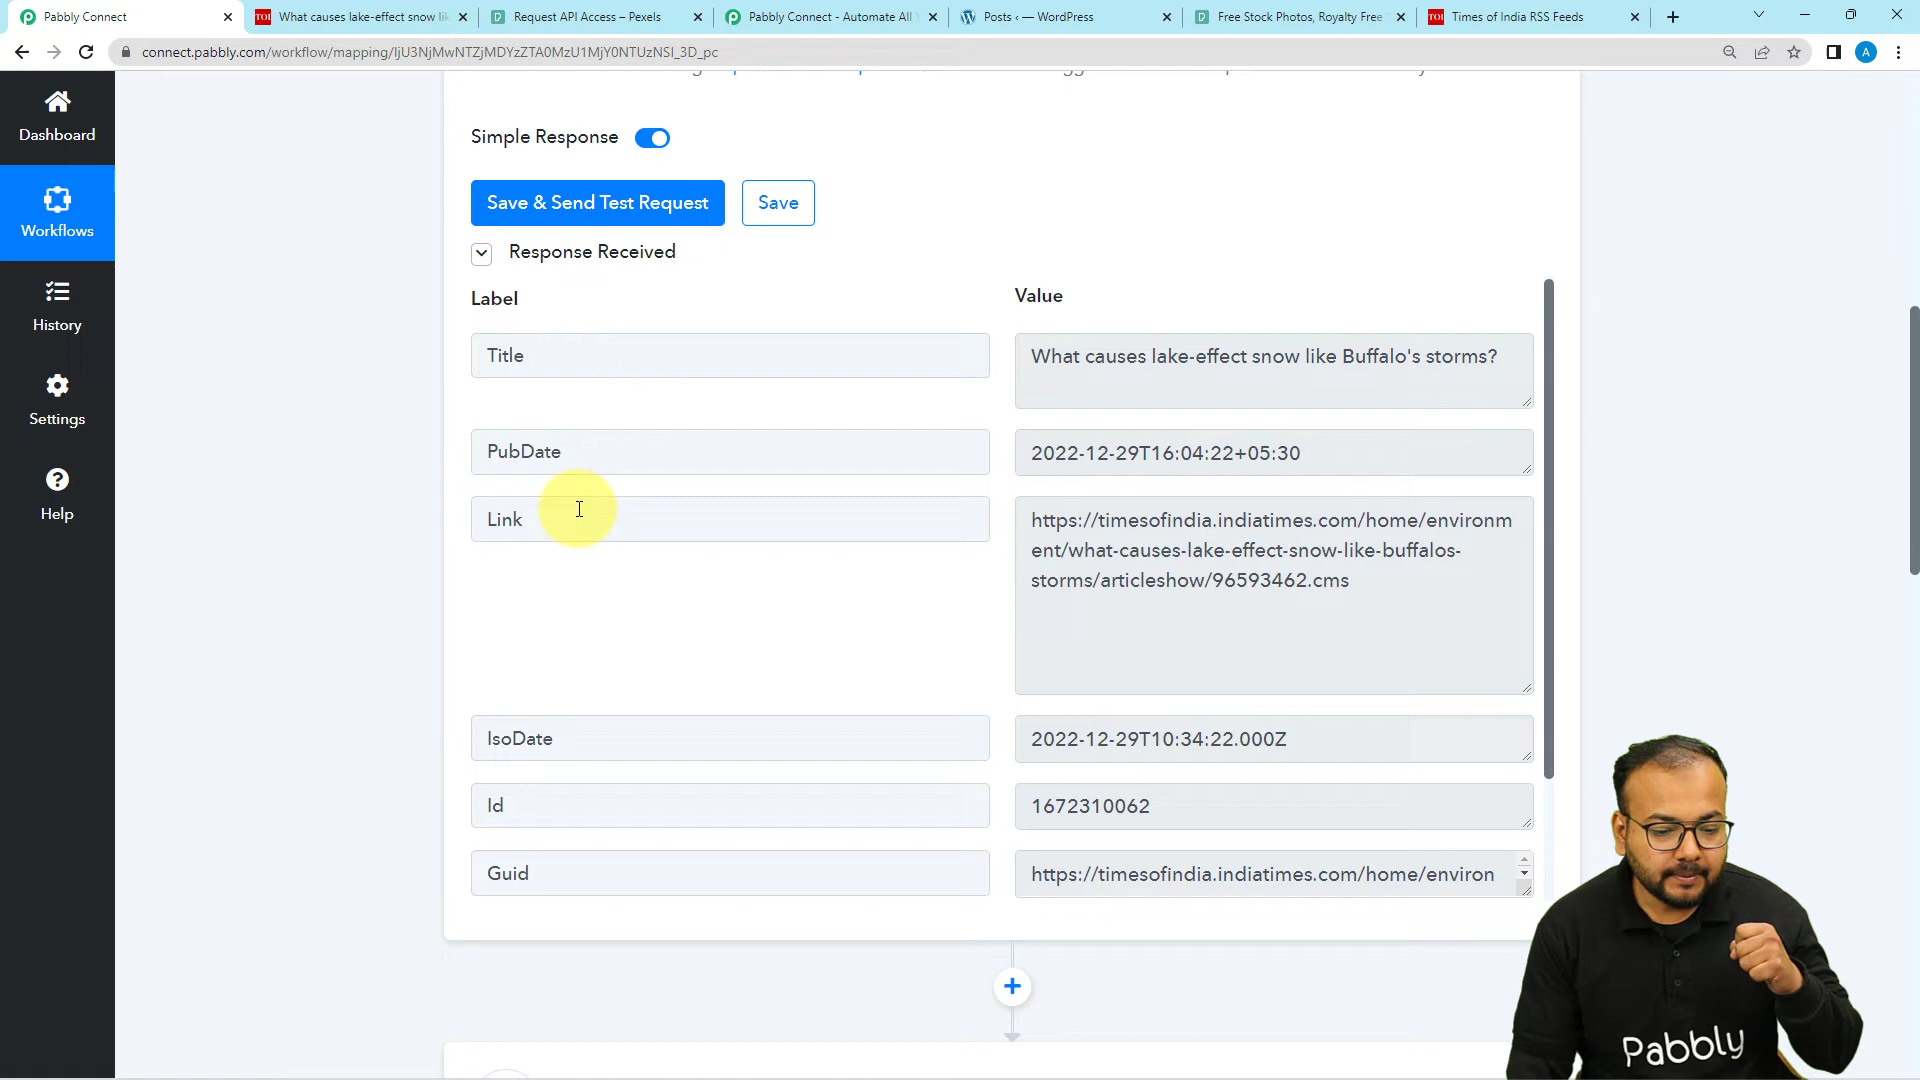 Pabbly Connect
What causes lake-effect snow lik
Request API Access – Pexels
Pabbly Connect - Automate All
Posts ‹ — WordPress
Free Stock Photos, Royalty Free
Times of India RSS Feeds
connect.pabbly.com/workflow/mapping/IjU3NjMwNTZjMDYzZTA0MzU1MjY0NTUzNSI_3D_pc
A
Dashboard
Workflows
History
Settings
Help
Simple Response
Save & Send Test Request
Save
Response Received
Label
Value
Title
What causes lake-effect snow like Buffalo's storms?
PubDate
2022-12-29T16:04:22+05:30
Link
https://timesofindia.indiatimes.com/home/environm
ent/what-causes-lake-effect-snow-like-buffalos-
storms/articleshow/96593462.cms
IsoDate
2022-12-29T10:34:22.000Z
Id
1672310062
Guid
https://timesofindia.indiatimes.com/home/environ
Pabbly